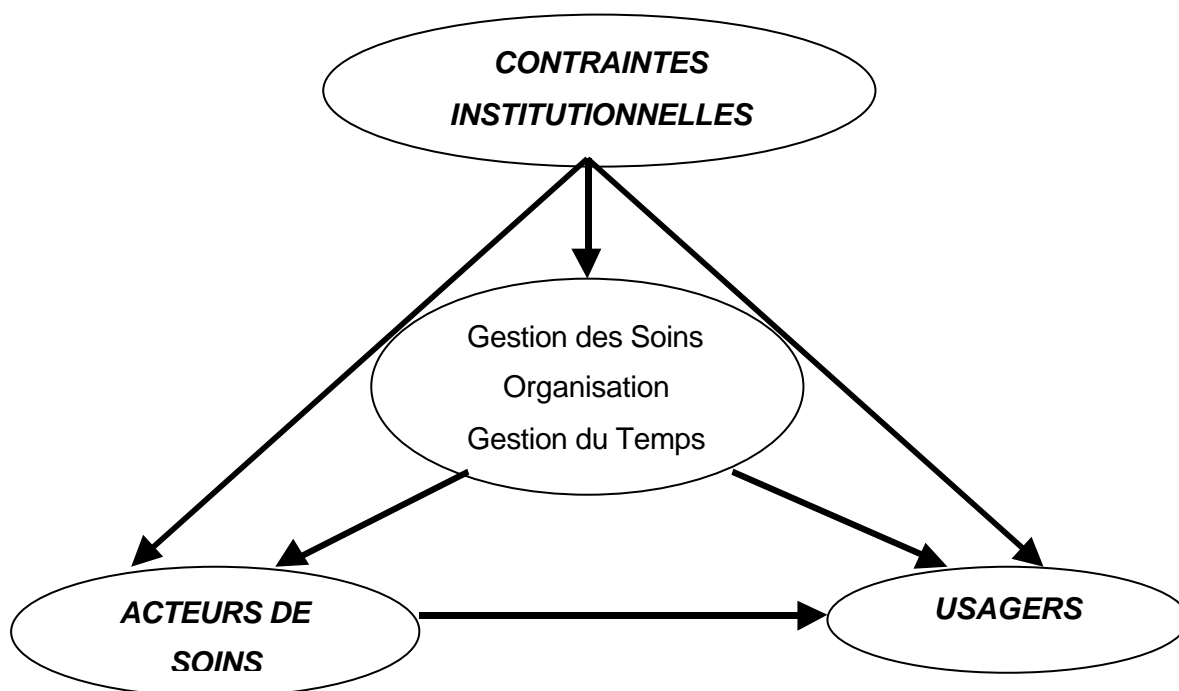 CONTRAINTES
INSTITUTIONNELLES
Gestion des Soins
Organisation
Gestion du Temps
ACTEURS DE
SOINS
USAGERS